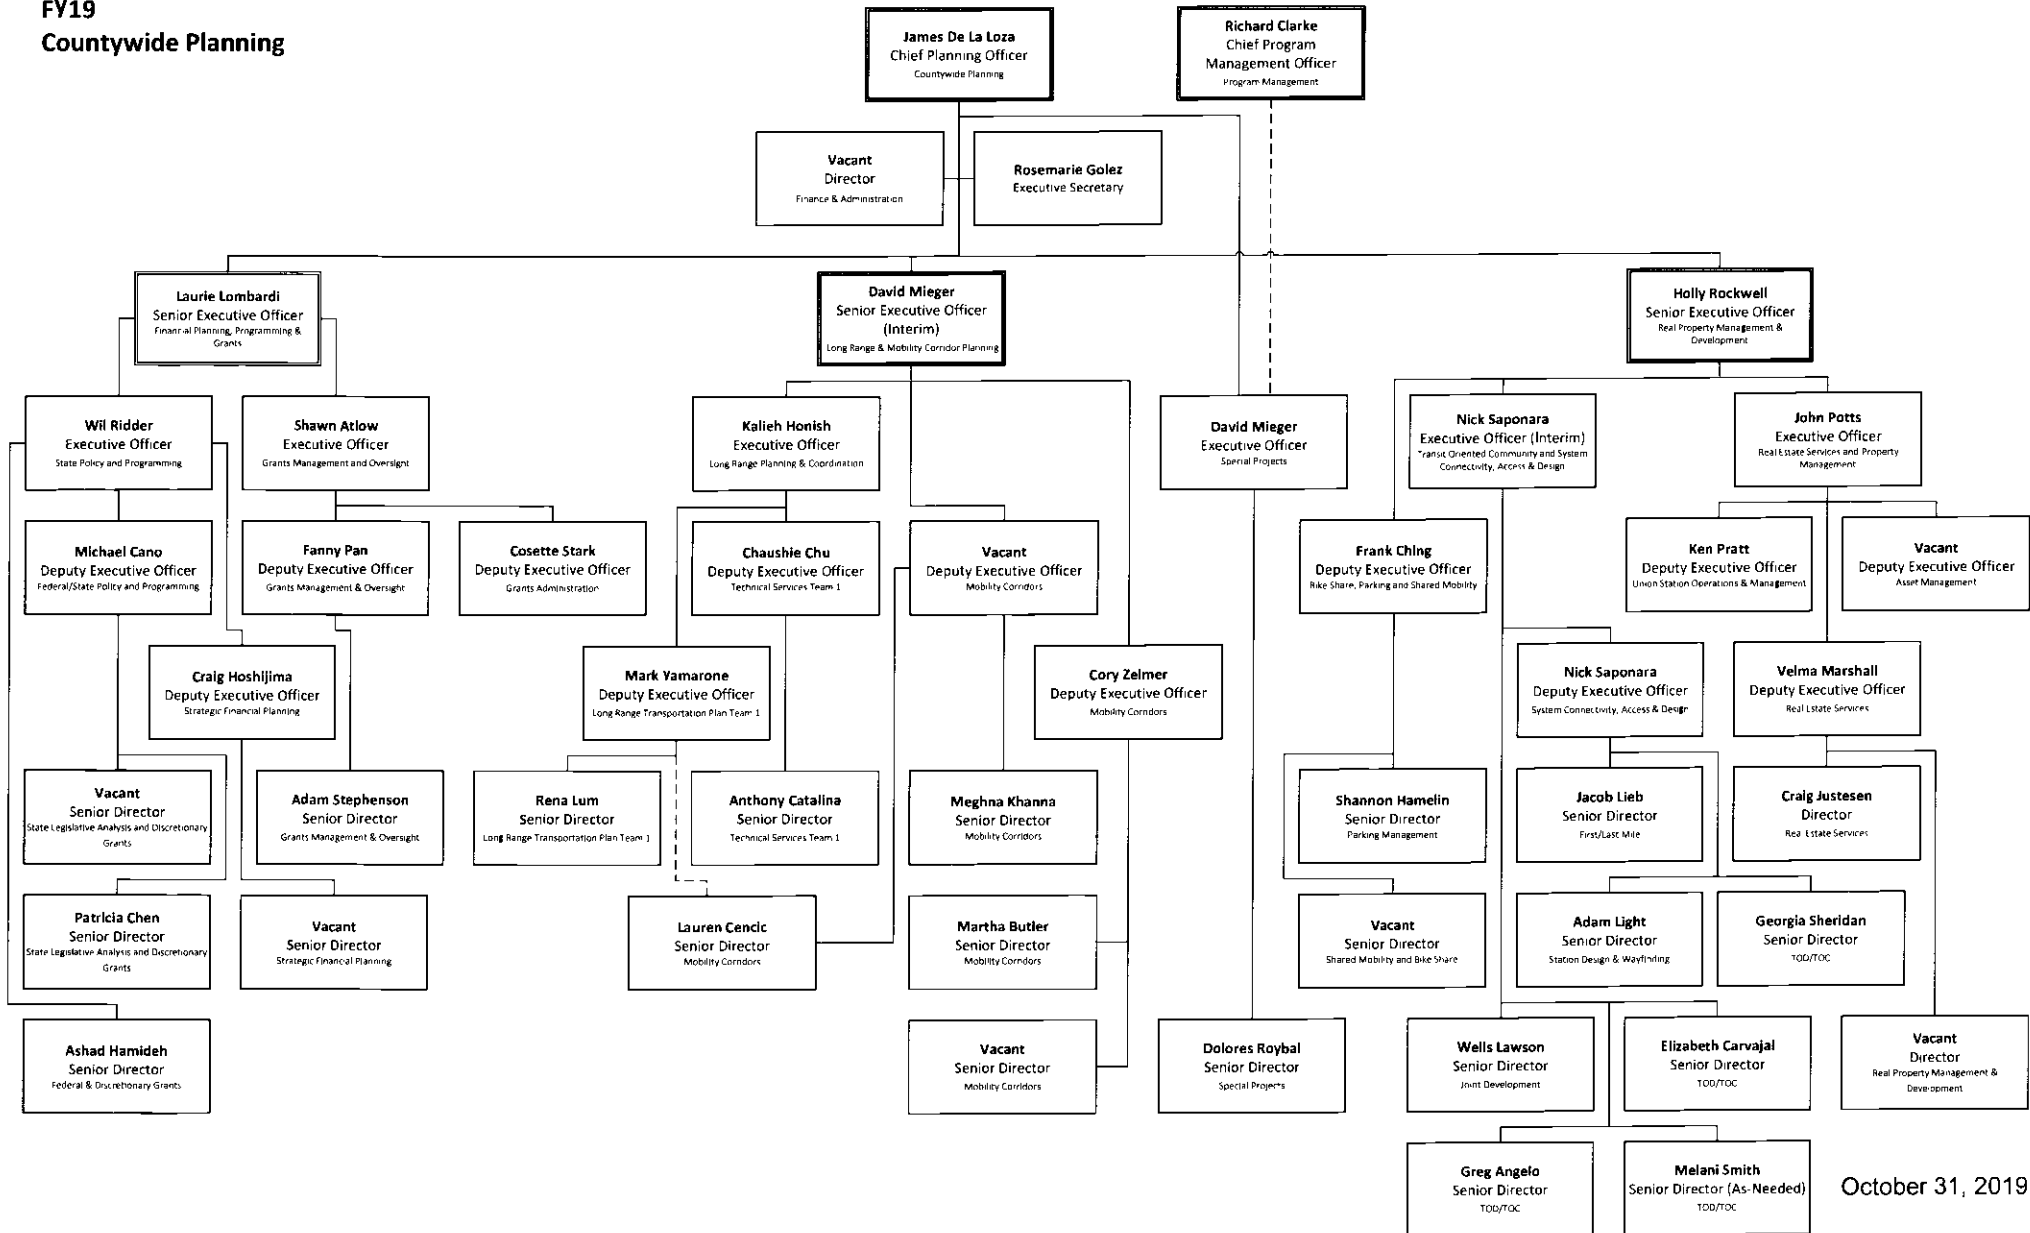 FY19
Countywide Planning
James De La Loza
Chief Planning Officer
Countywide Planning
Richard Clarke
Chief Program
Management Officer
Program Management
Vacant
Director
Finance & Administration
Rosemarie Golez
Executive Secretary
Laurie Lombardi
Senior Executive Officer
Financial Planning, Programming &
Grants
David Mieger
Senior Executive Officer
(Interim)
Long Range & Mobility Corridor Planning
Holly Rockwell
Senior Executive Officer
Real Property Management &
Development
Wil Ridder
Executive Officer
State Policy and Programming
Shawn Atlow
Executive Officer
Grants Management and Oversight
Kalieh Honish
Executive Officer
Long Range Planning & Coordination
David Mieger
Executive Officer
Special Projects
Nick Saponara
Executive Officer (Interim)
Transit Oriented Community and System
Connectivity, Access & Design
John Potts
Executive Officer
Real Estate Services and Property
Management
Michael Cano
Deputy Executive Officer
Federal/State Policy and Programming
Fanny Pan
Deputy Executive Officer
Grants Management & Oversight
Cosette Stark
Deputy Executive Officer
Grants Administration
Chaushie Chu
Deputy Executive Officer
Technical Services Team 1
Vacant
Deputy Executive Officer
Mobility Corridors
Frank Ching
Deputy Executive Officer
Bike Share, Parking and Shared Mobility
Ken Pratt
Deputy Executive Officer
Union Station Operations & Management
Vacant
Deputy Executive Officer
Asset Management
Craig Hoshijima
Deputy Executive Officer
Strategic Financial Planning
Mark Yamarone
Deputy Executive Officer
Long Range Transportation Plan Team 1
Cory Zelmer
Deputy Executive Officer
Mobility Corridors
Nick Saponara
Deputy Executive Officer
System Connectivity, Access & Design
Velma Marshall
Deputy Executive Officer
Real Estate Services
Vacant
Senior Director
State Legislative Analysis and Discretionary
Grants
Adam Stephenson
Senior Director
Grants Management & Oversight
Rena Lum
Senior Director
Long Range Transportation Plan Team 1
Anthony Catalina
Senior Director
Technical Services Team 1
Meghna Khanna
Senior Director
Mobility Corridors
Shannon Hamelin
Senior Director
Parking Management
Jacob Lieb
Senior Director
First/Last Mile
Craig Justesen
Director
Real Estate Services
Patricia Chen
Senior Director
State Legislative Analysis and Discretionary
Grants
Vacant
Senior Director
Strategic Financial Planning
Lauren Cencic
Senior Director
Mobility Corridors
Martha Butler
Senior Director
Mobility Corridors
Vacant
Senior Director
Shared Mobility and Bike Share
Adam Light
Senior Director
Station Design & Wayfinding
Georgia Sheridan
Senior Director
TOD/TOC
Ashad Hamideh
Senior Director
Federal & Discretionary Grants
Vacant
Senior Director
Mobility Corridors
Dolores Roybal
Senior Director
Special Projects
Wells Lawson
Senior Director
Joint Development
Elizabeth Carvajal
Senior Director
TOD/TOC
Vacant
Director
Real Property Management &
Development
Greg Angelo
Senior Director
TOD/TOC
Melani Smith
Senior Director (As-Needed)
TOD/TOC
October 31, 2019